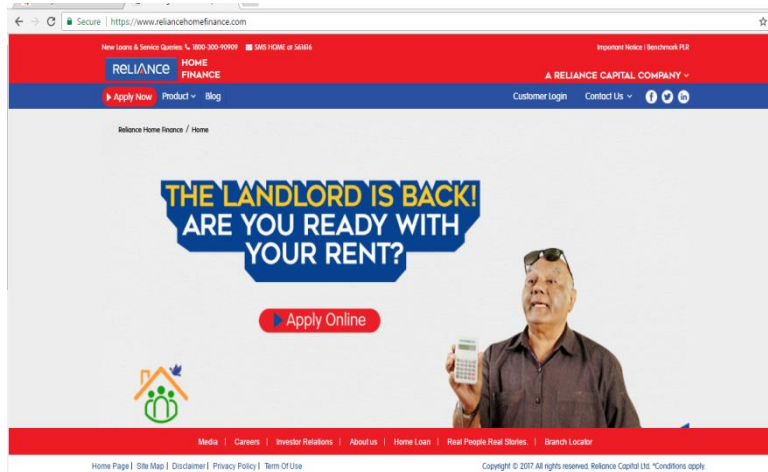 Secure | https://www.reliancehomefinance.com
New Loans & Service Queries: 1800-300-90909 SMS HOME at 561616
Important Notice | Benchmark PLR
RELIANCE HOME FINANCE
A RELIANCE CAPITAL COMPANY
Apply Now Product Blog
Customer Login Contact Us
Reliance Home Finance / Home
THE LANDLORD IS BACK!
ARE YOU READY WITH
YOUR RENT?
Apply Online
Media | Careers | Investor Relations | About us | Home Loan | Real People.Real Stories. | Branch Locator
Home Page | Site Map | Disclaimer | Privacy Policy | Term Of Use
Copyright © 2017. All rights reserved. Reliance Capital Ltd. *Conditions apply.